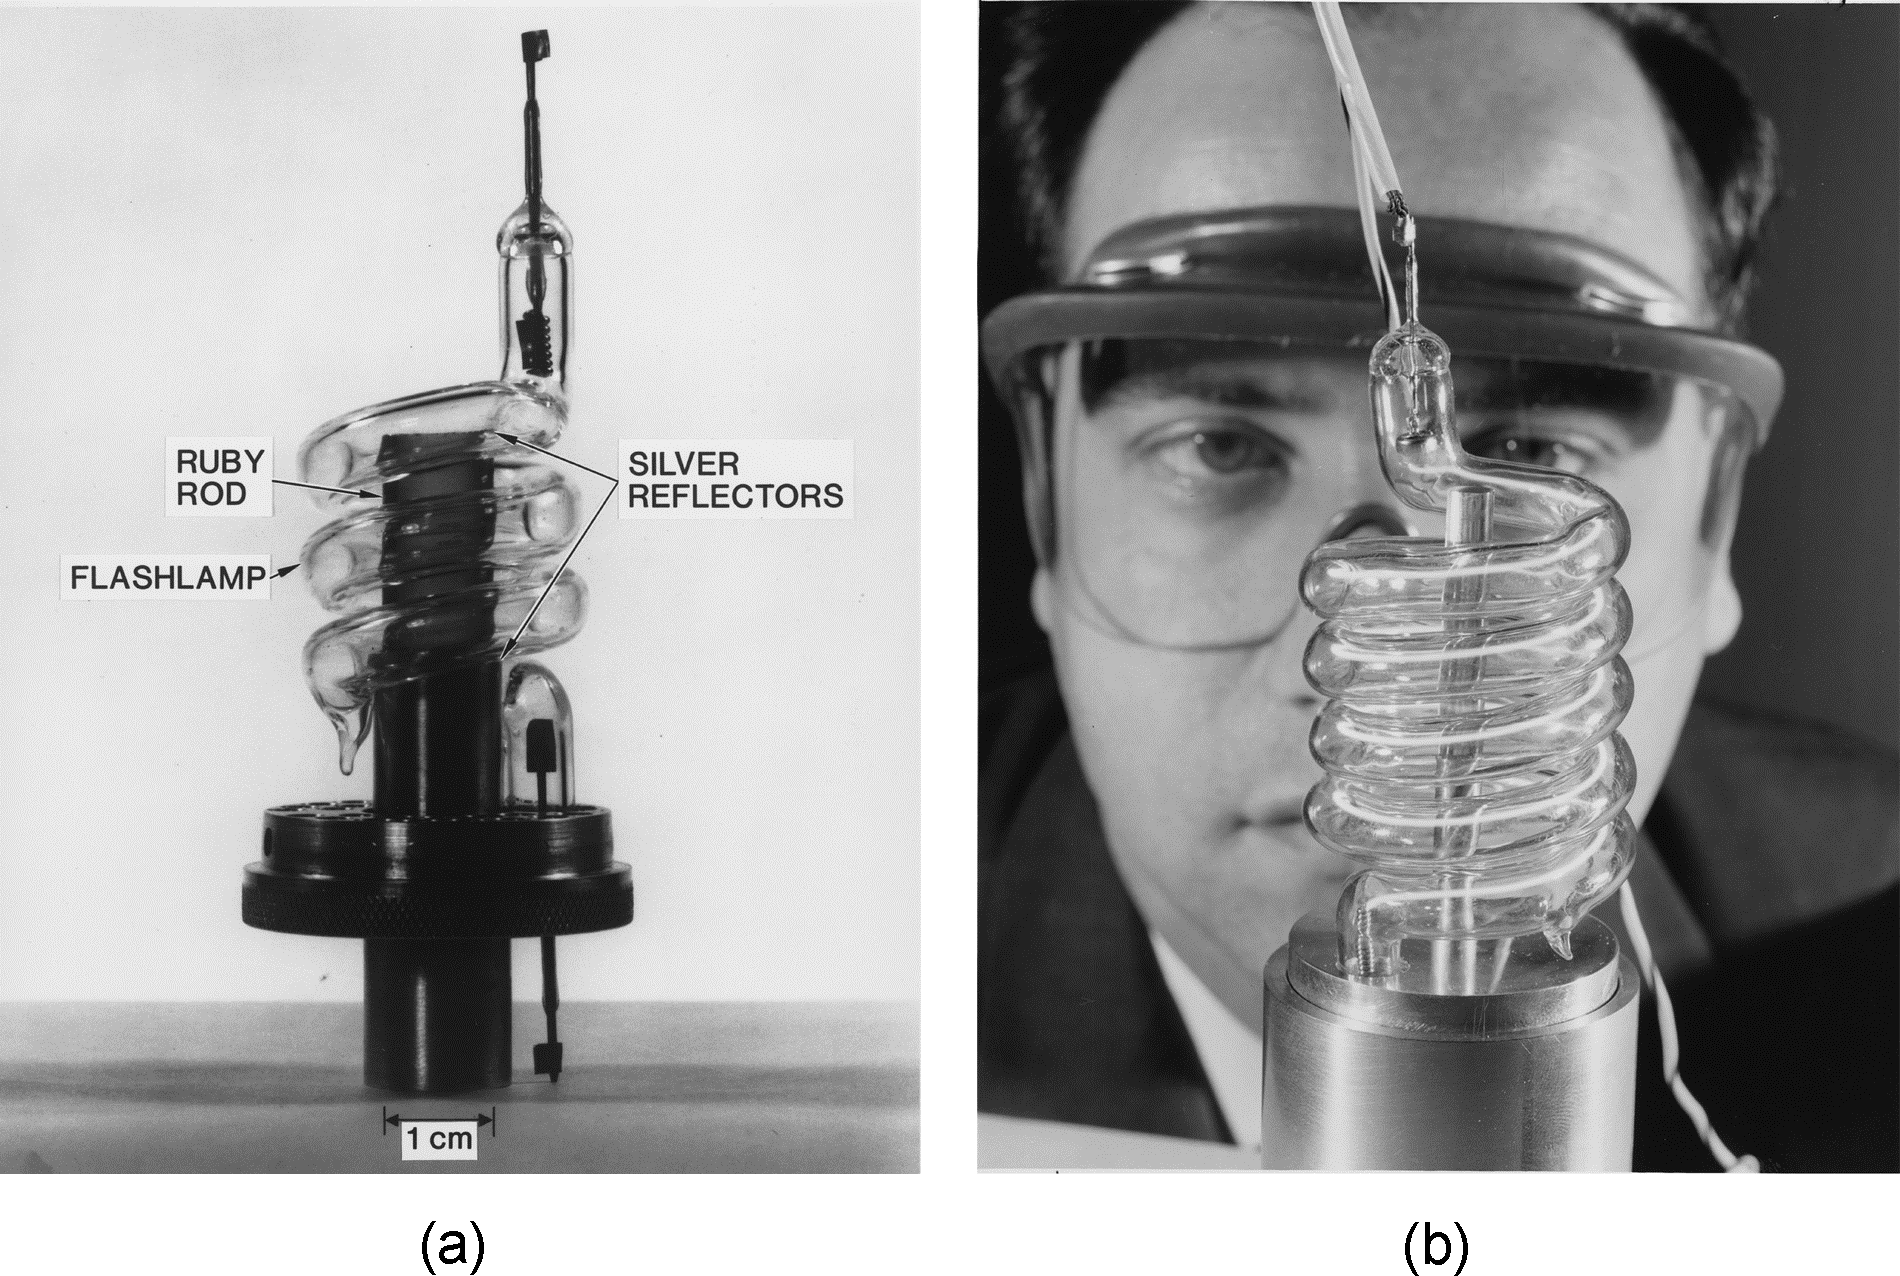 RUBY
ROD
SILVER
REFLECTORS
FLASHLAMP
1 cm
(a)
(b)